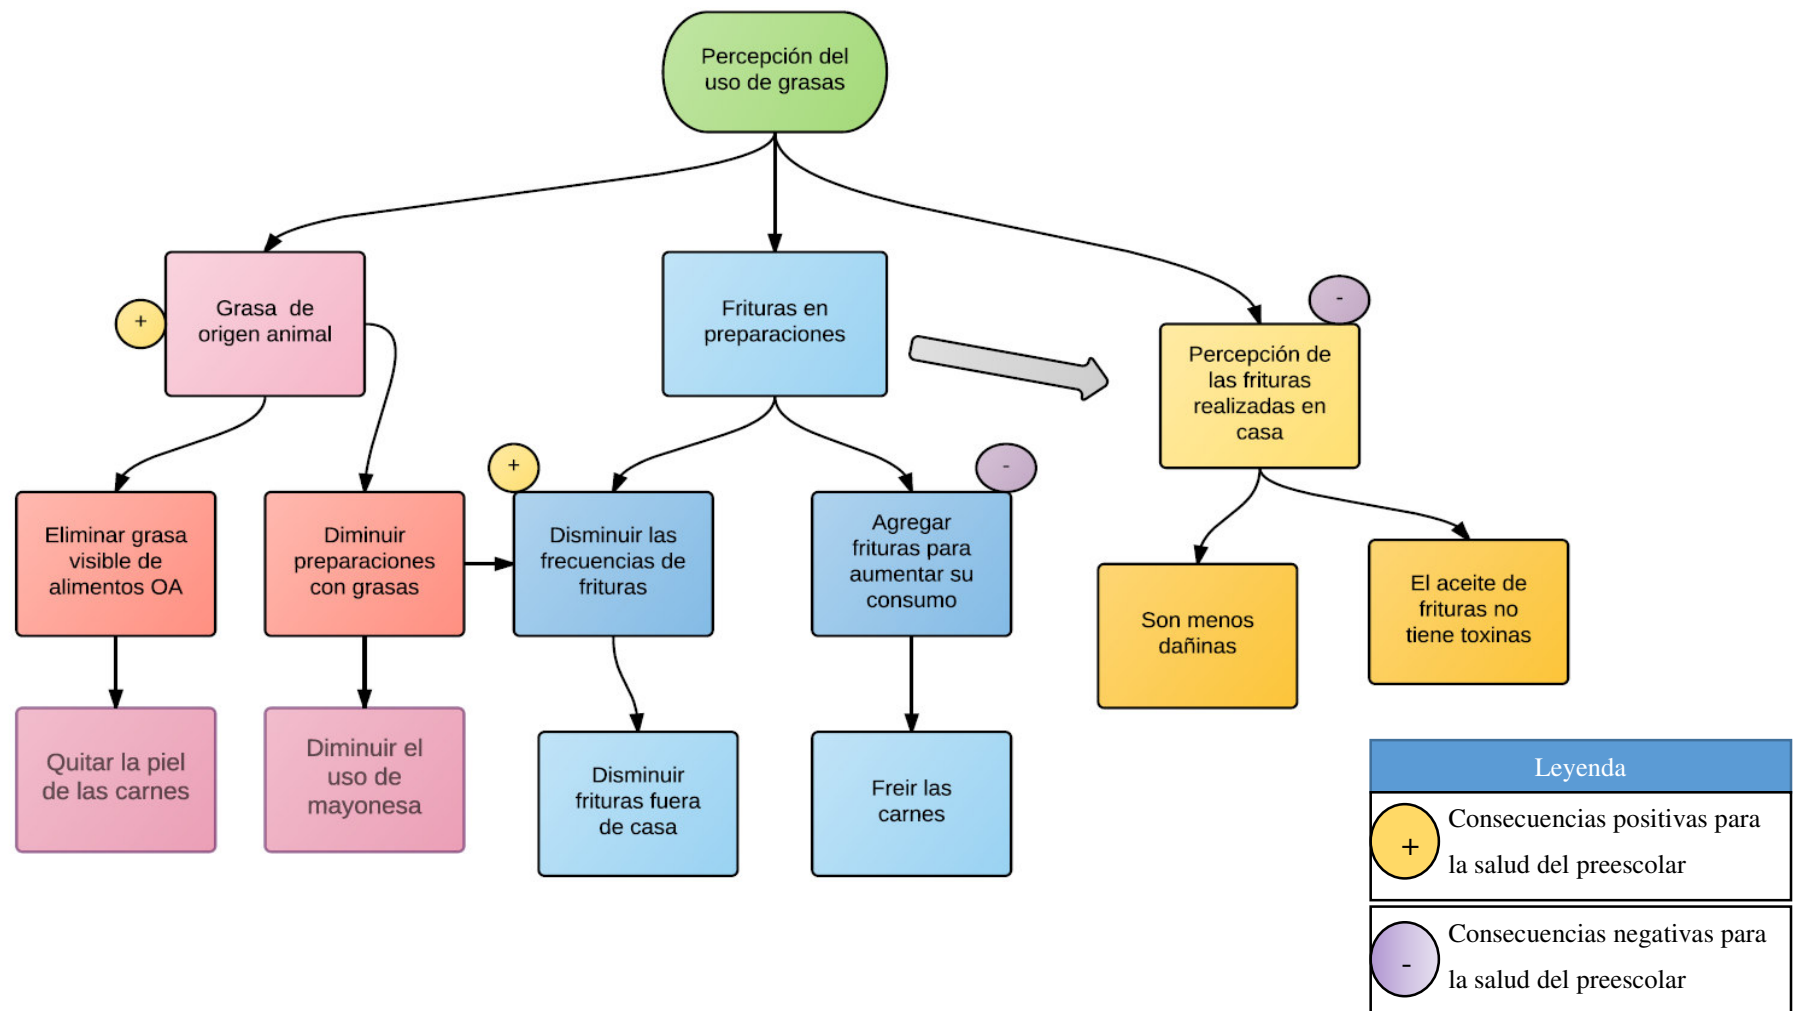 Percepción del
uso de grasas
Grasa de
origen animal
+
Frituras en
preparaciones
-
Percepción de
las frituras
realizadas en
casa
Eliminar grasa
visible de
alimentos OA
Diminuir
preparaciones
con grasas
+
Disminuir las
frecuencias de
frituras
-
Agregar
frituras para
aumentar su
consumo
Son menos
dañinas
El aceite de
frituras no
tiene toxinas
Quitar la piel
de las carnes
Diminuir el
uso de
mayonesa
Disminuir
frituras fuera
de casa
Freir las
carnes
Leyenda
+
Consecuencias positivas para
la salud del preescolar
-
Consecuencias negativas para
la salud del preescolar